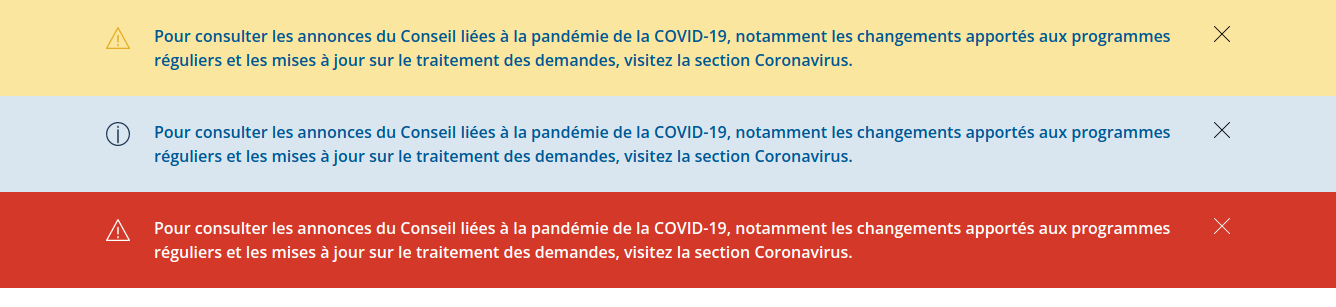 Pour consulter les annonces du Conseil liées à la pandémie de la COVID-19, notamment les changements apportés aux programmes
réguliers et les mises à jour sur le traitement des demandes, visitez la section Coronavirus.
Pour consulter les annonces du Conseil liées à la pandémie de la COVID-19, notamment les changements apportés aux programmes
réguliers et les mises à jour sur le traitement des demandes, visitez la section Coronavirus.
Pour consulter les annonces du Conseil liées à la pandémie de la COVID-19, notamment les changements apportés aux programmes
réguliers et les mises à jour sur le traitement des demandes, visitez la section Coronavirus.